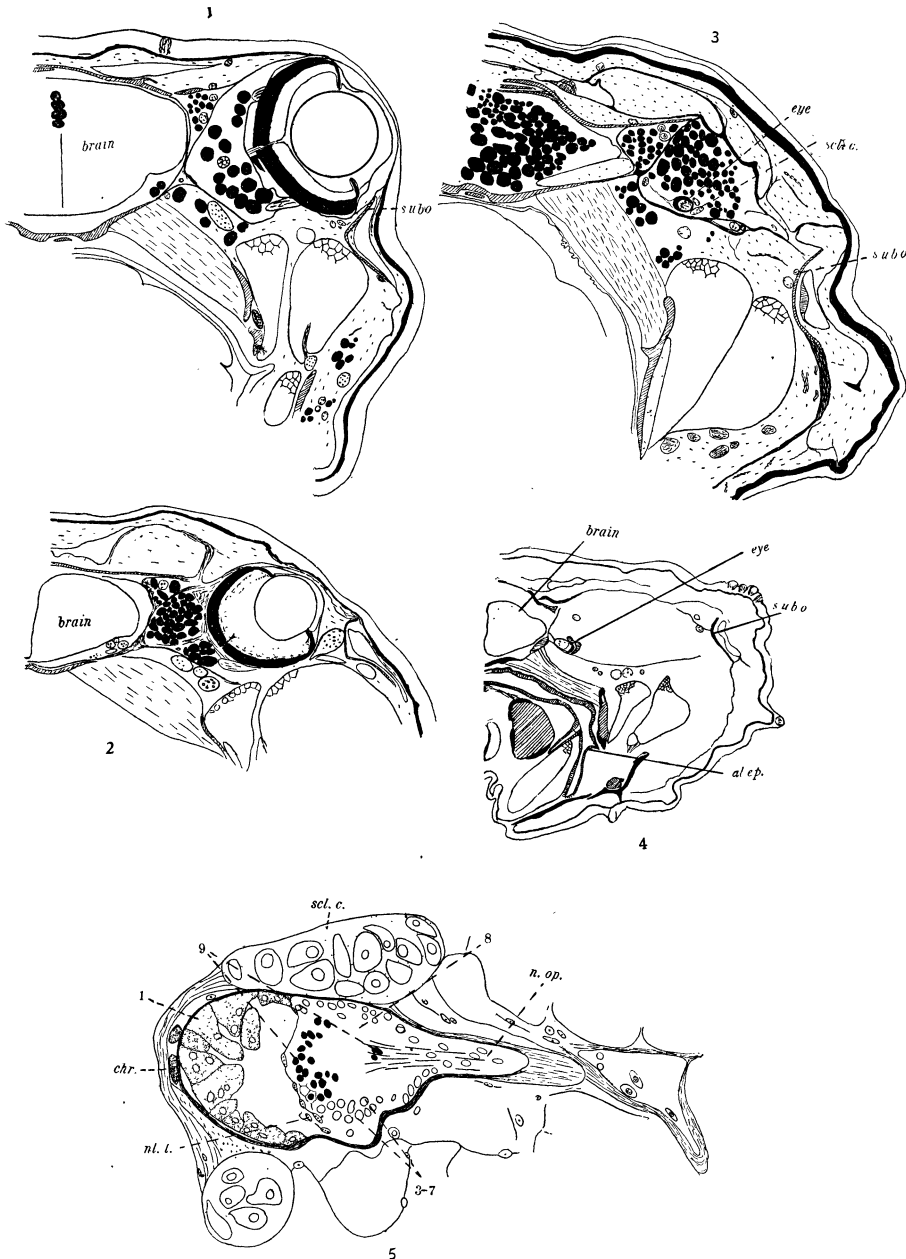 1
brain
subo
3
eye
scl. c.
subo
brain
2
brain
eye
subo
al ep.
4
scl. c.
9
8
n. op.
1
chr.
nl. l.
3-7
5